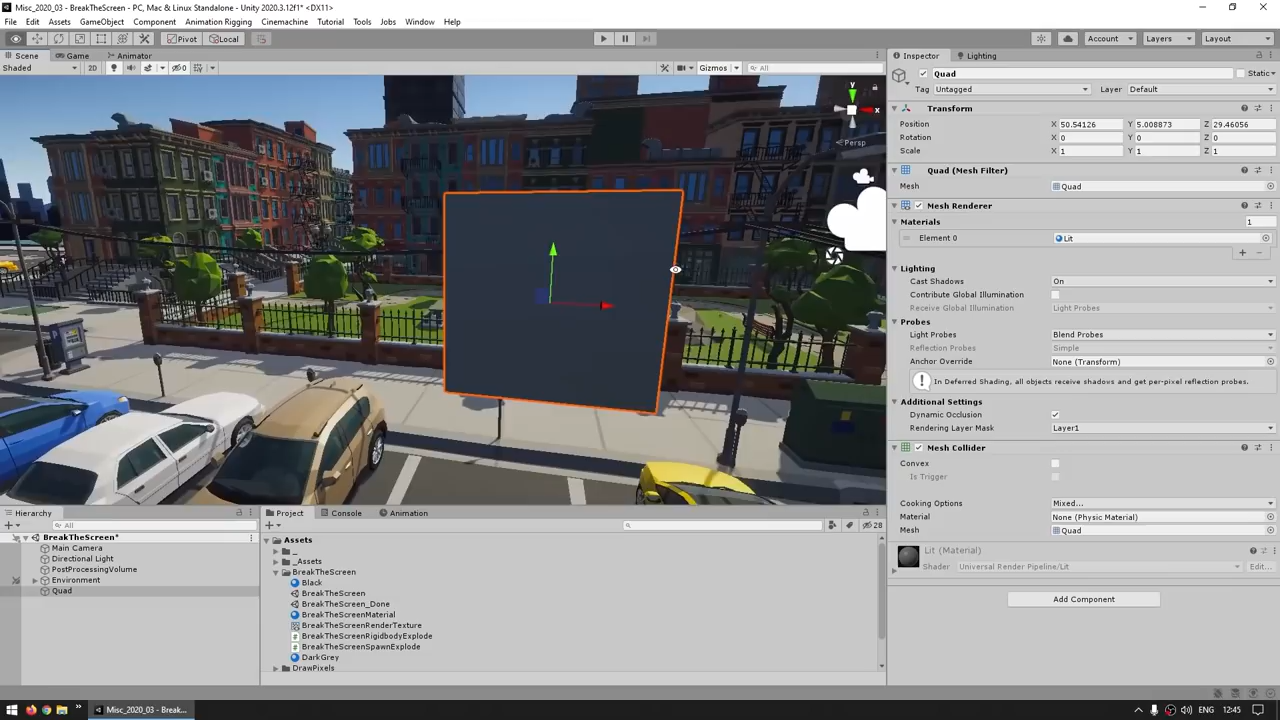 Misc_2020_03 - BreakTheScreen - PC, Mac & Linux Standalone - Unity 2020.3.12f1* <DX11>
File Edit Assets GameObject Component Animation Rigging Cinemachine Tutorial Tools Jobs Window Help
Pivot Local Account Layers Layout
Scene Game Animator
Shaded 2D 0 Gizmos All
y
x
Persp
Inspector Lighting
Quad Static
Tag Untagged Layer Default
Transform
Position X 50.54126 Y 5.008873 Z 29.46056
Rotation X 0 Y 0 Z 0
Scale X 1 Y 1 Z 1
Quad (Mesh Filter)
Mesh Quad
Mesh Renderer
Materials 1
Element 0 Lit
Lighting
Cast Shadows On
Contribute Global Illumination
Receive Global Illumination Light Probes
Probes
Light Probes Blend Probes
Reflection Probes Simple
Anchor Override None (Transform)
In Deferred Shading, all objects receive shadows and get per-pixel reflection probes.
Additional Settings
Dynamic Occlusion
Rendering Layer Mask Layer1
Mesh Collider
Convex
Is Trigger
Cooking Options Mixed...
Material None (Physic Material)
Mesh Quad
Lit (Material)
Shader Universal Render Pipeline/Lit Edit...
Add Component
Hierarchy
All
BreakTheScreen*
Main Camera
Directional Light
PostProcessingVolume
Environment
Quad
Project Console Animation
28
Assets
_
_Assets
BreakTheScreen
Black
BreakTheScreen
BreakTheScreen_Done
BreakTheScreenMaterial
BreakTheScreenRenderTexture
BreakTheScreenRigidbodyExplode
BreakTheScreenSpawnExplode
DarkGrey
DrawPixels
Misc_2020_03 - Break... ENG 12:45